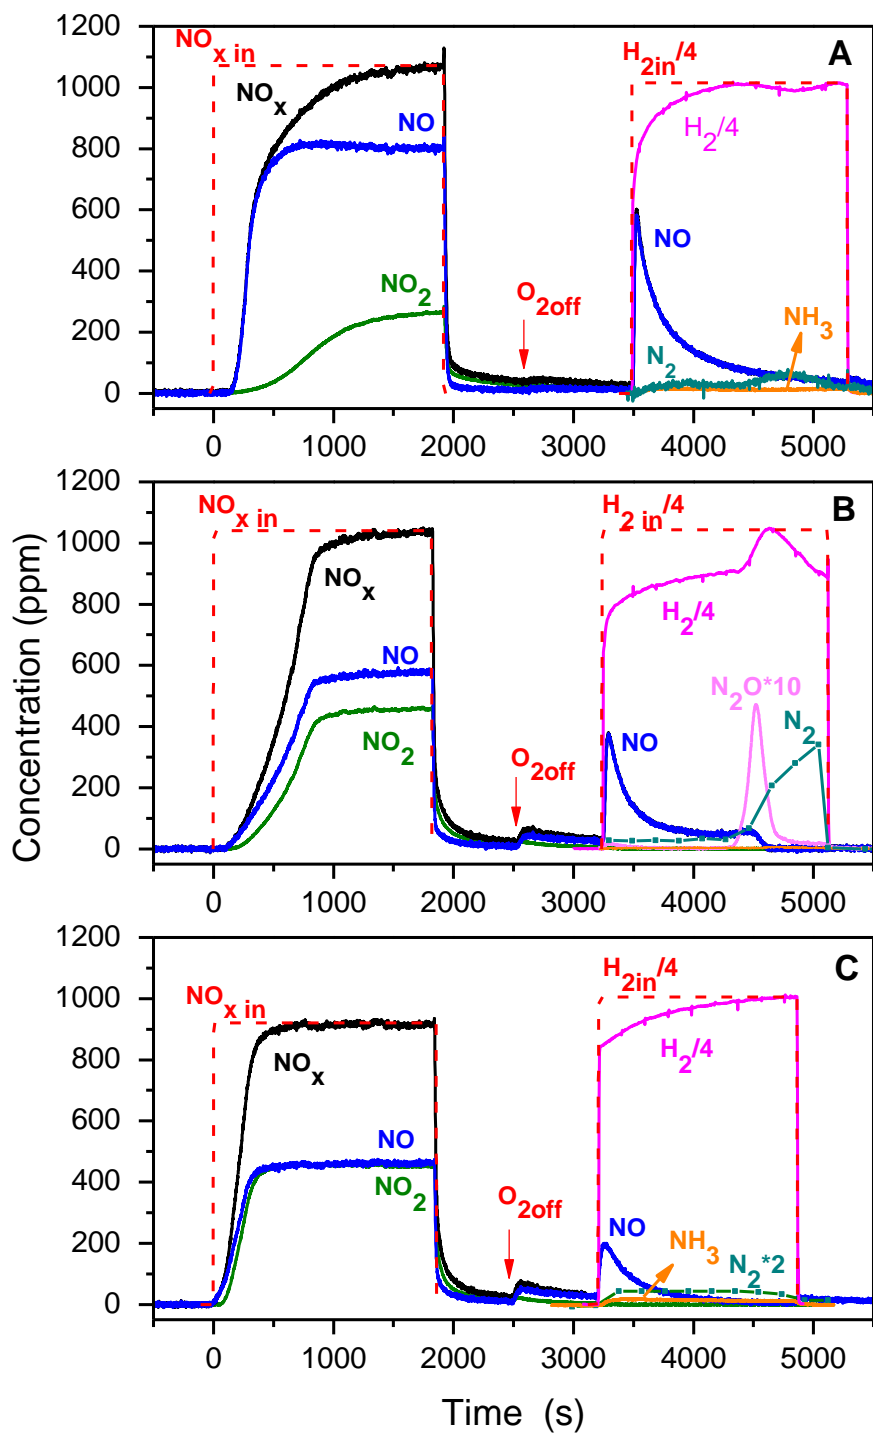 1200
NOx in
H2in/4
A
1000
NOx
NO
H2/4
800
600
NO
400
NO2
O2off
200
NH3
N2
0
0 1000 2000 3000 4000 5000
1200
NOx in
H2 in/4
B
1000
NOx
800
H2/4
NO
600
N2O*10
N2
400
NO2
NO
O2off
200
0
0 1000 2000 3000 4000 5000
1200
H2in/4
C
NOx in
1000
H2/4
NOx
800
600
NO
400
NO2
O2off
200
NO
NH3
N2*2
0
0 1000 2000 3000 4000 5000
Concentration (ppm)
Time (s)